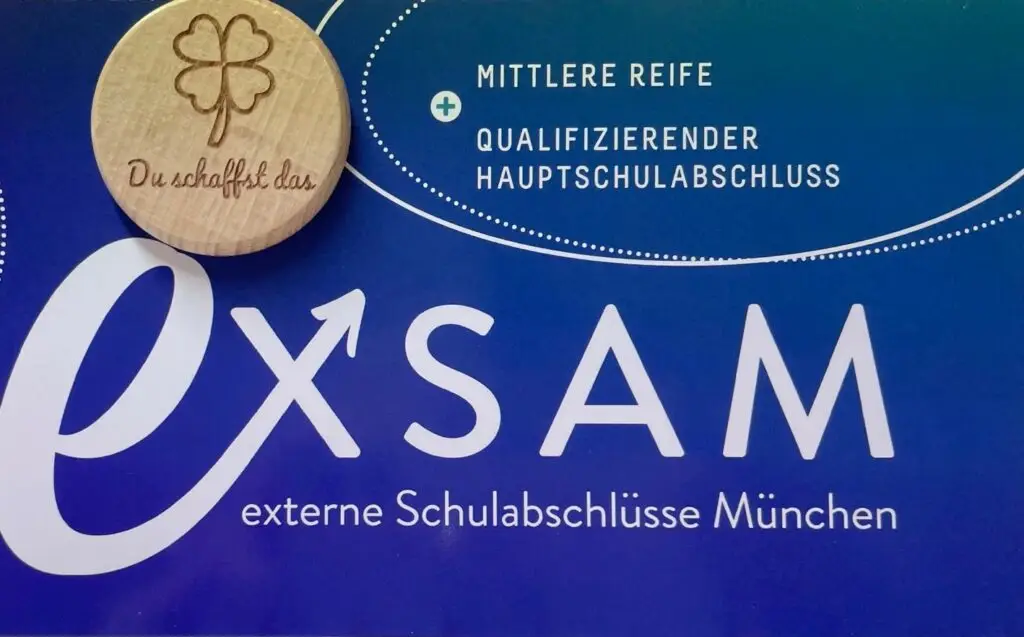 Du schaffst das
MITTLERE REIFE
+
QUALIFIZIERENDER
HAUPTSCHULABSCHLUSS
exSAM
externe Schulabschlüsse München